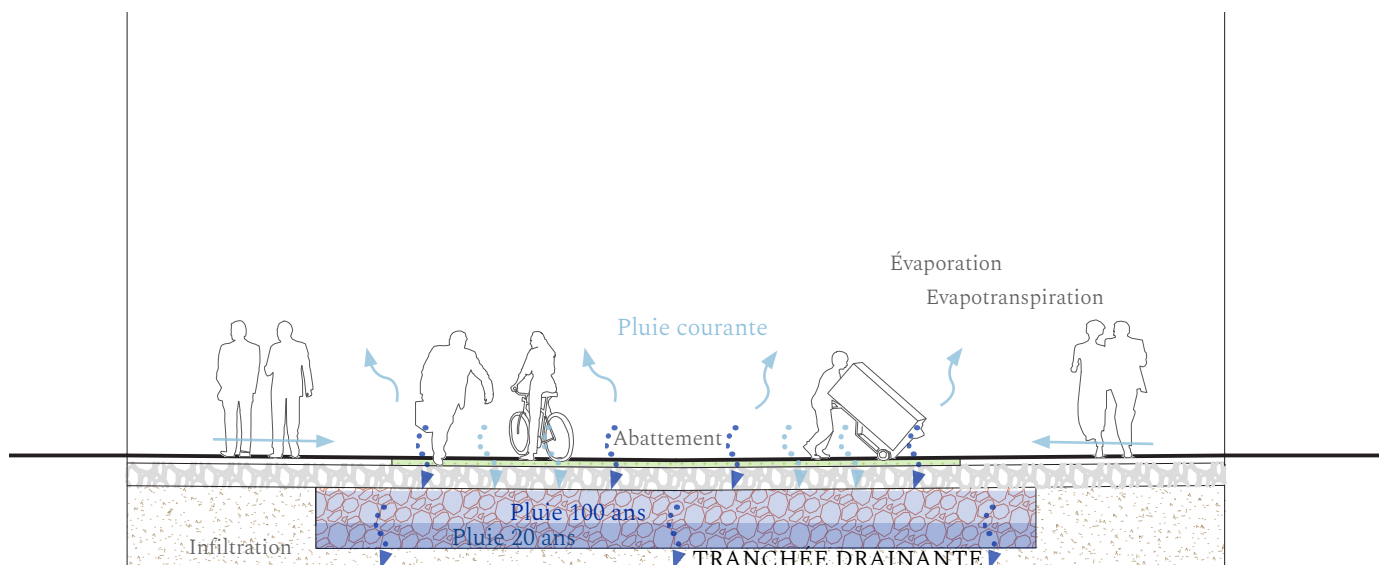 Évaporation
Evapotranspiration
Pluie courante
Abattement
Pluie 100 ans
Pluie 20 ans
Infiltration
TRANCHÉE DRAINANTE